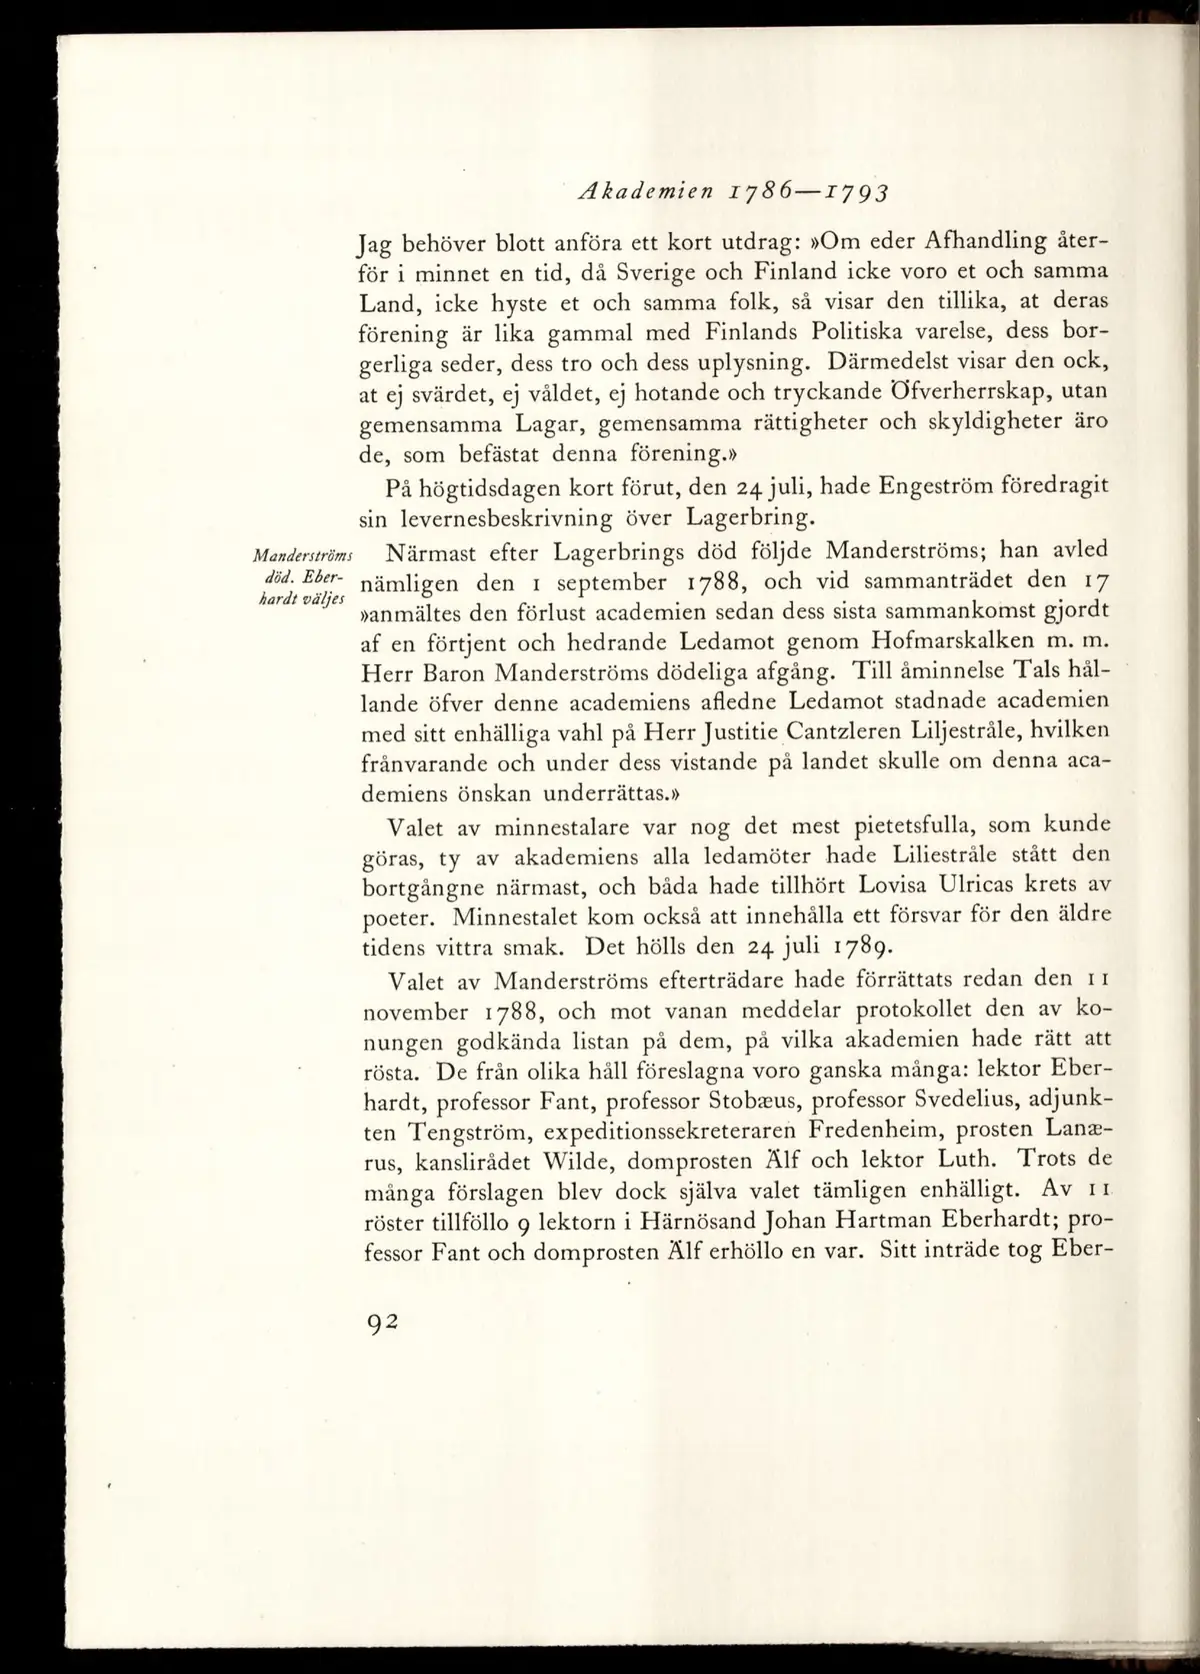 Akademien 1786—1793
Jag behöver blott anföra ett kort utdrag: »Om eder Afhandling åter-
för i minnet en tid, då Sverige och Finland icke voro et och samma
Land, icke hyste et och samma folk, så visar den tillika, at deras
förening är lika gammal med Finlands Politiska varelse, dess bor-
gerliga seder, dess tro och dess uplysning. Därmedelst visar den ock,
at ej svärdet, ej våldet, ej hotande och tryckande Öfverherrskap, utan
gemensamma Lagar, gemensamma rättigheter och skyldigheter äro
de, som befästat denna förening.»
På högtidsdagen kort förut, den 24 juli, hade Engeström föredragit
sin levernesbeskrivning över Lagerbring.
Manderströms
död. Eber-
hardt väljes
Närmast efter Lagerbrings död följde Manderströms; han avled
nämligen den 1 september 1788, och vid sammanträdet den 17
»anmältes den förlust academien sedan dess sista sammankomst gjordt
af en förtjent och hedrande Ledamot genom Hofmarskalken m. m.
Herr Baron Manderströms dödeliga afgång. Till åminnelse Tals hål-
lande öfver denne academiens afledne Ledamot stadnade academien
med sitt enhälliga vahl på Herr Justitie Cantzleren Liljestråle, hvilken
frånvarande och under dess vistande på landet skulle om denna aca-
demiens önskan underrättas.»
Valet av minnestalare var nog det mest pietetsfulla, som kunde
göras, ty av akademiens alla ledamöter hade Liliestråle stått den
bortgångne närmast, och båda hade tillhört Lovisa Ulricas krets av
poeter. Minnestalet kom också att innehålla ett försvar för den äldre
tidens vittra smak. Det hölls den 24 juli 1789.
Valet av Manderströms efterträdare hade förrättats redan den 11
november 1788, och mot vanan meddelar protokollet den av ko-
nungen godkända listan på dem, på vilka akademien hade rätt att
rösta. De från olika håll föreslagna voro ganska många: lektor Eber-
hardt, professor Fant, professor Stobæus, professor Svedelius, adjunk-
ten Tengström, expeditionssekreteraren Fredenheim, prosten Lanæ-
rus, kanslirådet Wilde, domprosten Älf och lektor Luth. Trots de
många förslagen blev dock själva valet tämligen enhälligt. Av 11
röster tillföllo 9 lektorn i Härnösand Johan Hartman Eberhardt; pro-
fessor Fant och domprosten Älf erhöllo en var. Sitt inträde tog Eber-
92